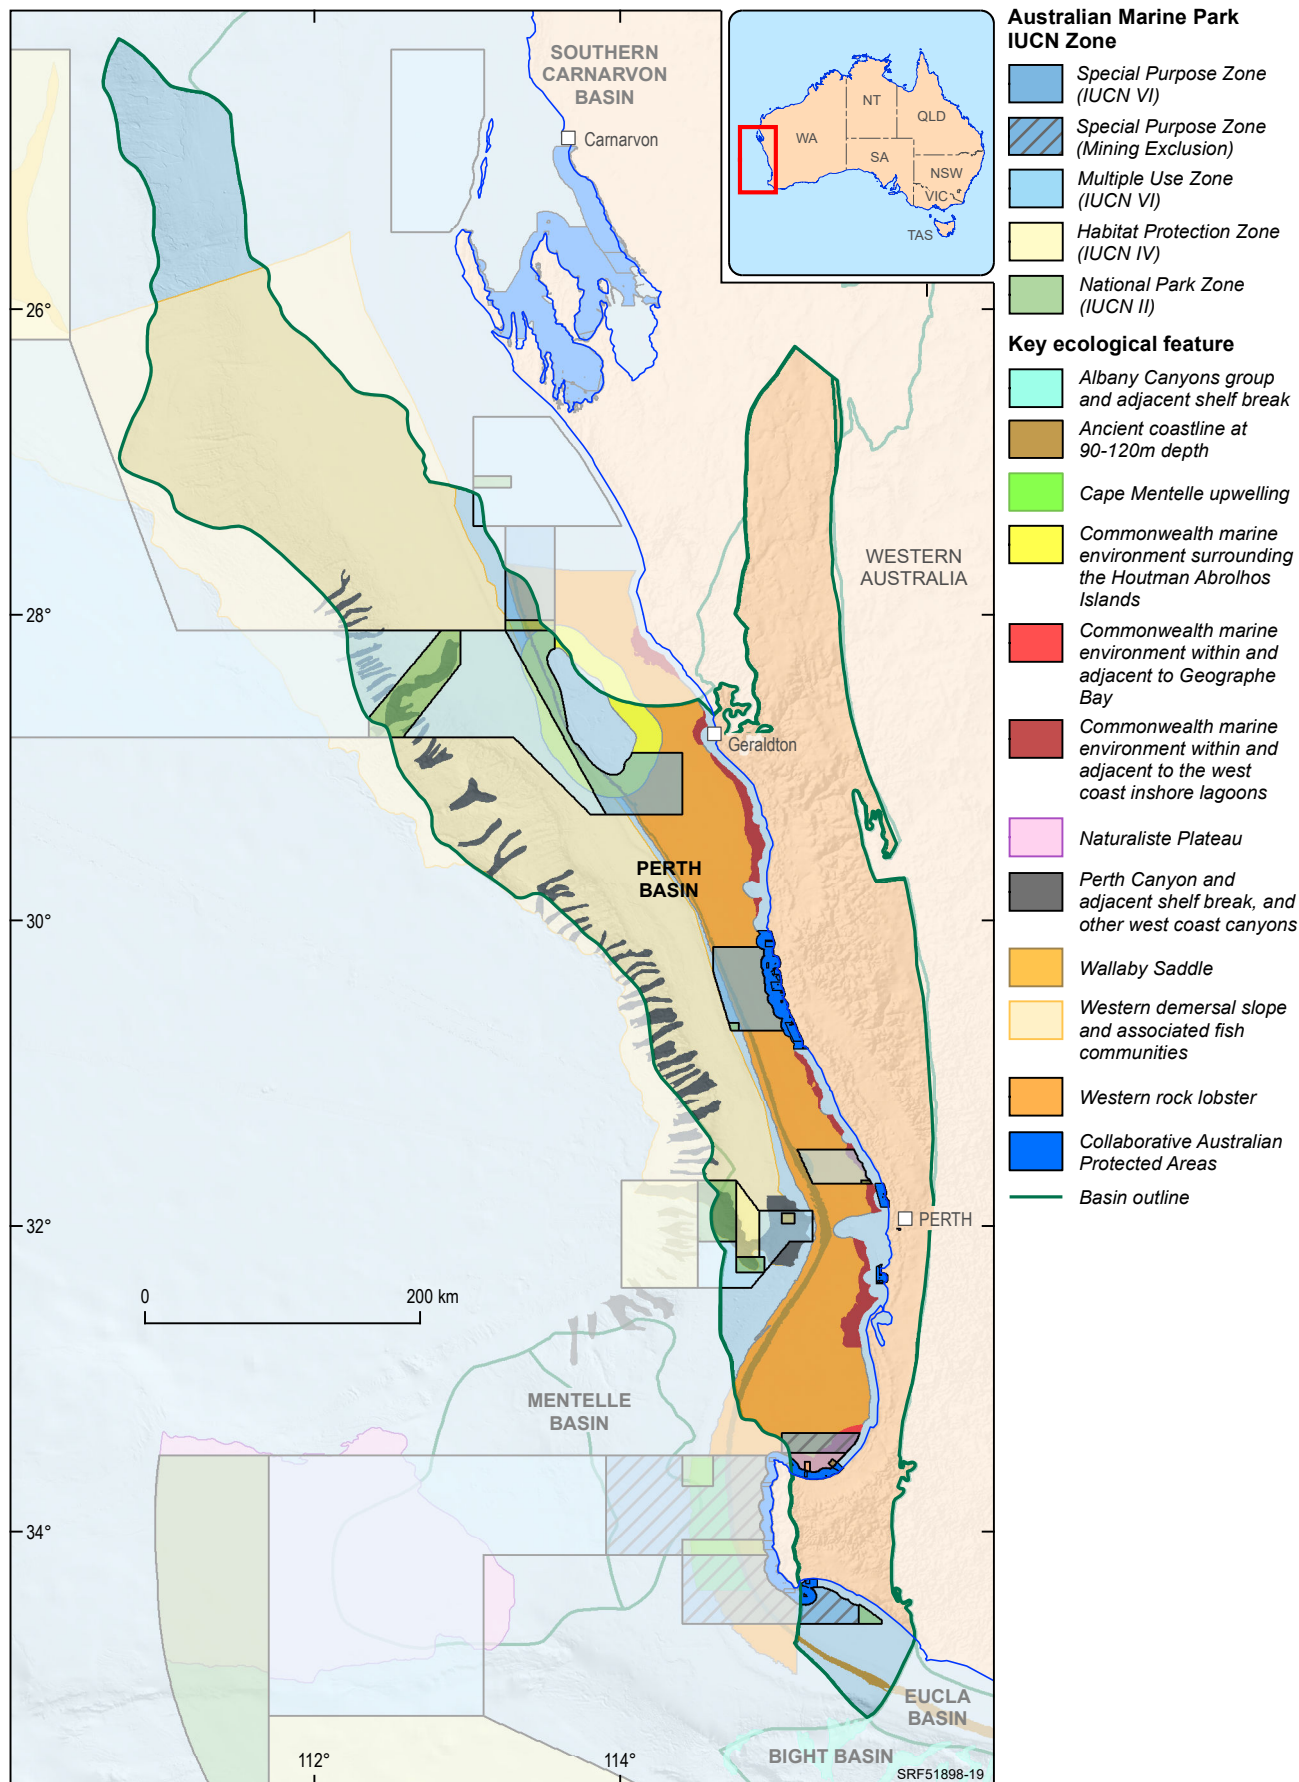 SOUTHERN
CARNARVON
BASIN
Carnarvon
NT
QLD
WA
SA
NSW
VIC
TAS
26°
WESTERN
AUSTRALIA
28°
Geraldton
PERTH
BASIN
30°
32°
PERTH
0
200 km
MENTELLE
BASIN
34°
EUCLA
BASIN
BIGHT BASIN
112°
114°
SRF51898-19
Australian Marine Park
IUCN Zone
Special Purpose Zone
(IUCN VI)
Special Purpose Zone
(Mining Exclusion)
Multiple Use Zone
(IUCN VI)
Habitat Protection Zone
(IUCN IV)
National Park Zone
(IUCN II)
Key ecological feature
Albany Canyons group
and adjacent shelf break
Ancient coastline at
90-120m depth
Cape Mentelle upwelling
Commonwealth marine
environment surrounding
the Houtman Abrolhos
Islands
Commonwealth marine
environment within and
adjacent to Geographe
Bay
Commonwealth marine
environment within and
adjacent to the west
coast inshore lagoons
Naturaliste Plateau
Perth Canyon and
adjacent shelf break, and
other west coast canyons
Wallaby Saddle
Western demersal slope
and associated fish
communities
Western rock lobster
Collaborative Australian
Protected Areas
Basin outline